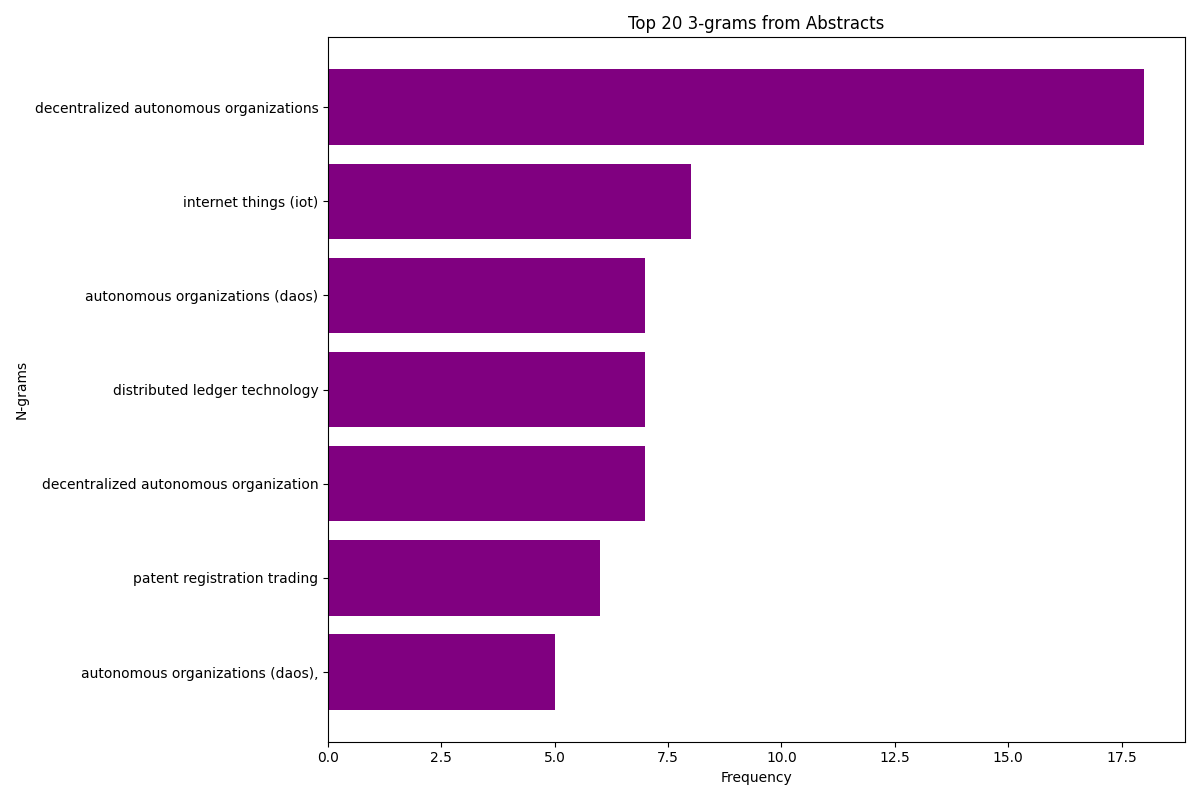 Top 20 3-grams from Abstracts
decentralized autonomous organizations
internet things (iot)
autonomous organizations (daos)
distributed ledger technology
decentralized autonomous organization
patent registration trading
autonomous organizations (daos),
N-grams
0.0 2.5 5.0 7.5 10.0 12.5 15.0 17.5
Frequency